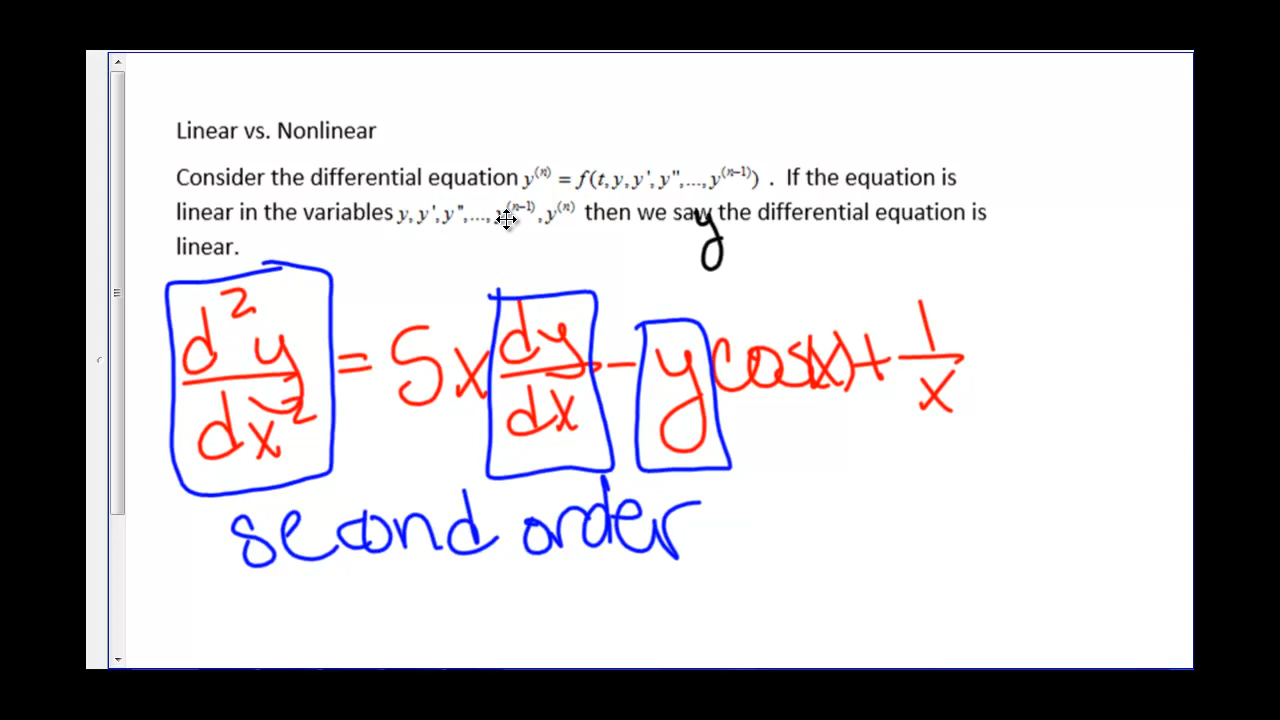 Linear vs. Nonlinear
Consider the differential equation y⁽ⁿ⁾ = f(t, y, y', y'',..., y⁽ⁿ⁻¹⁾) . If the equation is
linear in the variables y, y', y'',..., y⁽ⁿ⁻¹⁾, y⁽ⁿ⁾ then we say the differential equation is
linear.
y
d²y/dx² = 5x dy/dx - y cos(x) + 1/x
second order